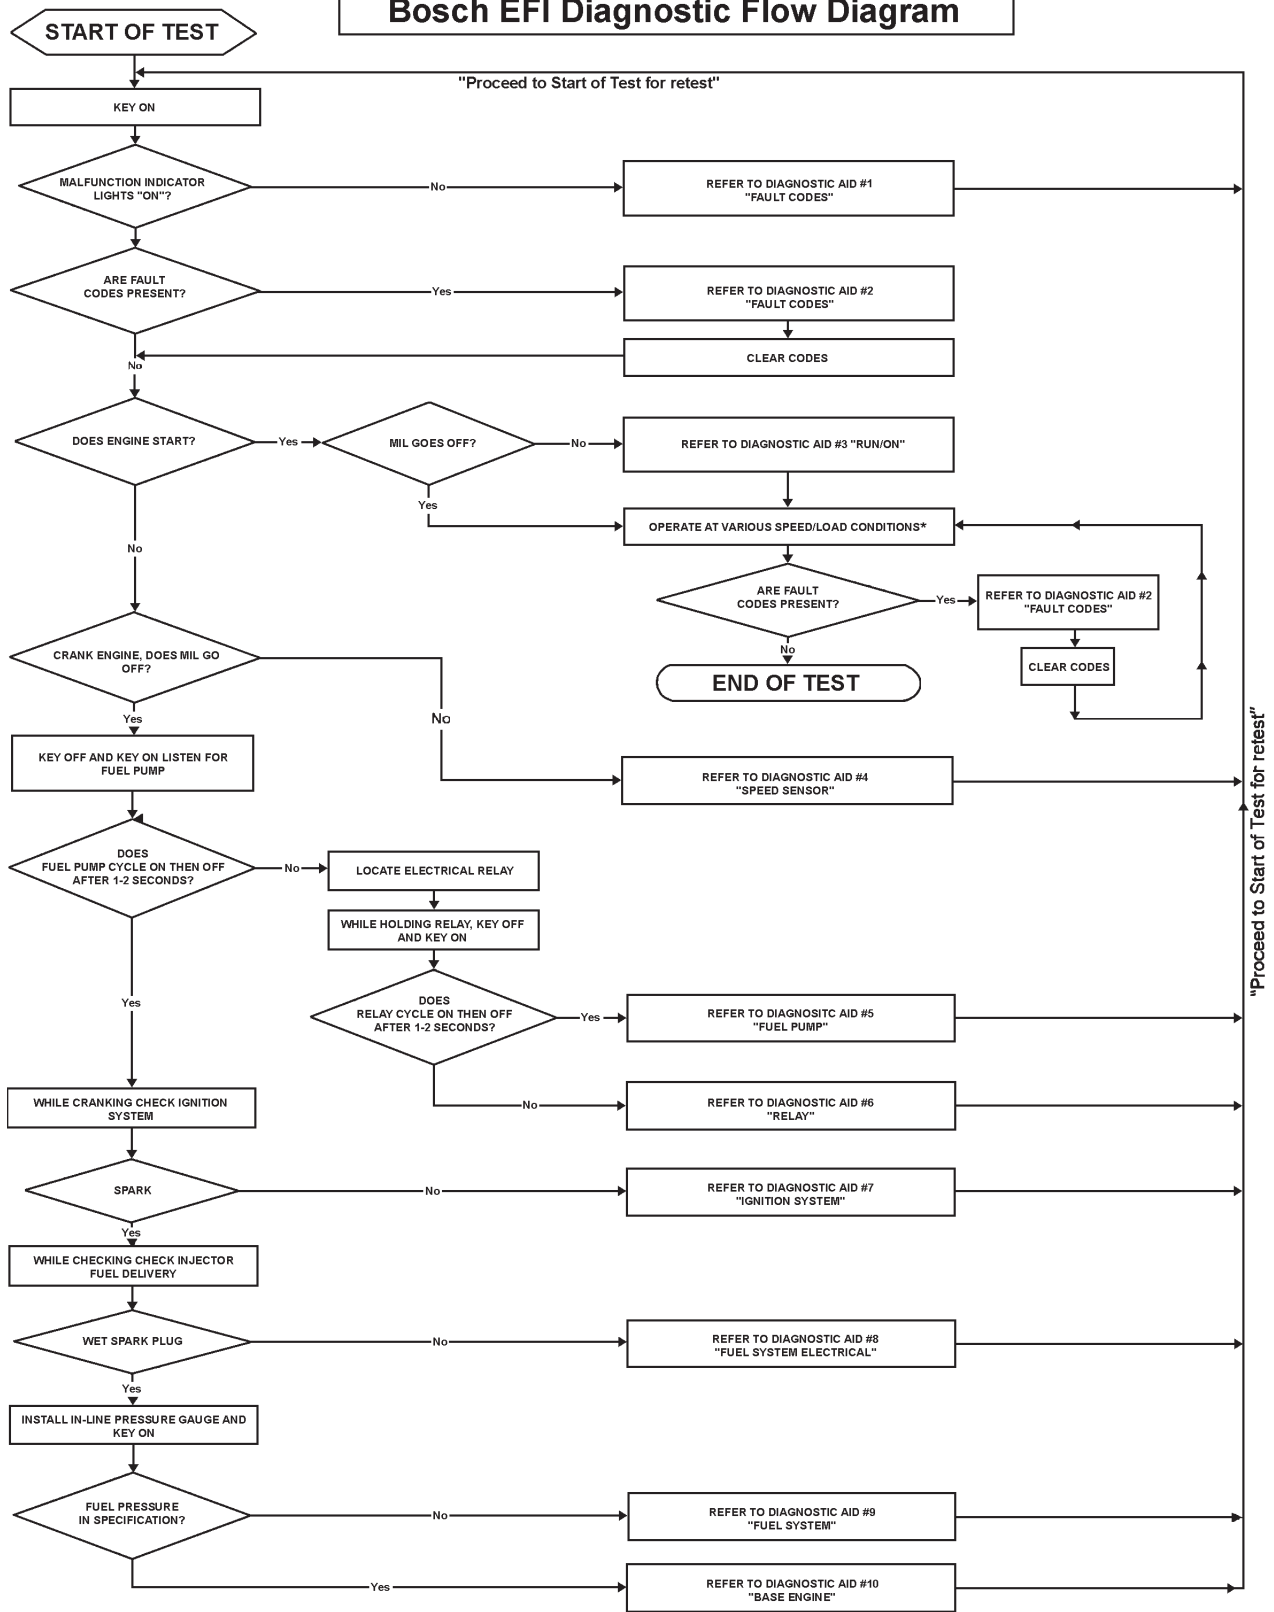 Bosch EFI Diagnostic Flow Diagram
START OF TEST
"Proceed to Start of Test for retest"
KEY ON
MALFUNCTION INDICATOR
LIGHTS "ON"?
No
REFER TO DIAGNOSTIC AID #1
"FAULT CODES"
ARE FAULT
CODES PRESENT?
Yes
REFER TO DIAGNOSTIC AID #2
"FAULT CODES"
CLEAR CODES
No
DOES ENGINE START?
Yes
MIL GOES OFF?
No
REFER TO DIAGNOSTIC AID #3 "RUN/ON"
Yes
OPERATE AT VARIOUS SPEED/LOAD CONDITIONS*
No
ARE FAULT
CODES PRESENT?
Yes
REFER TO DIAGNOSTIC AID #2
"FAULT CODES"
No
CLEAR CODES
END OF TEST
CRANK ENGINE, DOES MIL GO
OFF?
No
Yes
KEY OFF AND KEY ON LISTEN FOR
FUEL PUMP
REFER TO DIAGNOSTIC AID #4
"SPEED SENSOR"
"Proceed to Start of Test for retest"
DOES
FUEL PUMP CYCLE ON THEN OFF
AFTER 1-2 SECONDS?
No
LOCATE ELECTRICAL RELAY
WHILE HOLDING RELAY, KEY OFF
AND KEY ON
Yes
DOES
RELAY CYCLE ON THEN OFF
AFTER 1-2 SECONDS?
Yes
REFER TO DIAGNOSITC AID #5
"FUEL PUMP"
No
REFER TO DIAGNOSTIC AID #6
"RELAY"
WHILE CRANKING CHECK IGNITION
SYSTEM
SPARK
No
REFER TO DIAGNOSTIC AID #7
"IGNITION SYSTEM"
Yes
WHILE CHECKING CHECK INJECTOR
FUEL DELIVERY
WET SPARK PLUG
No
REFER TO DIAGNOSTIC AID #8
"FUEL SYSTEM ELECTRICAL"
Yes
INSTALL IN-LINE PRESSURE GAUGE AND
KEY ON
FUEL PRESSURE
IN SPECIFICATION?
No
REFER TO DIAGNOSTIC AID #9
"FUEL SYSTEM"
Yes
REFER TO DIAGNOSTIC AID #10
"BASE ENGINE"